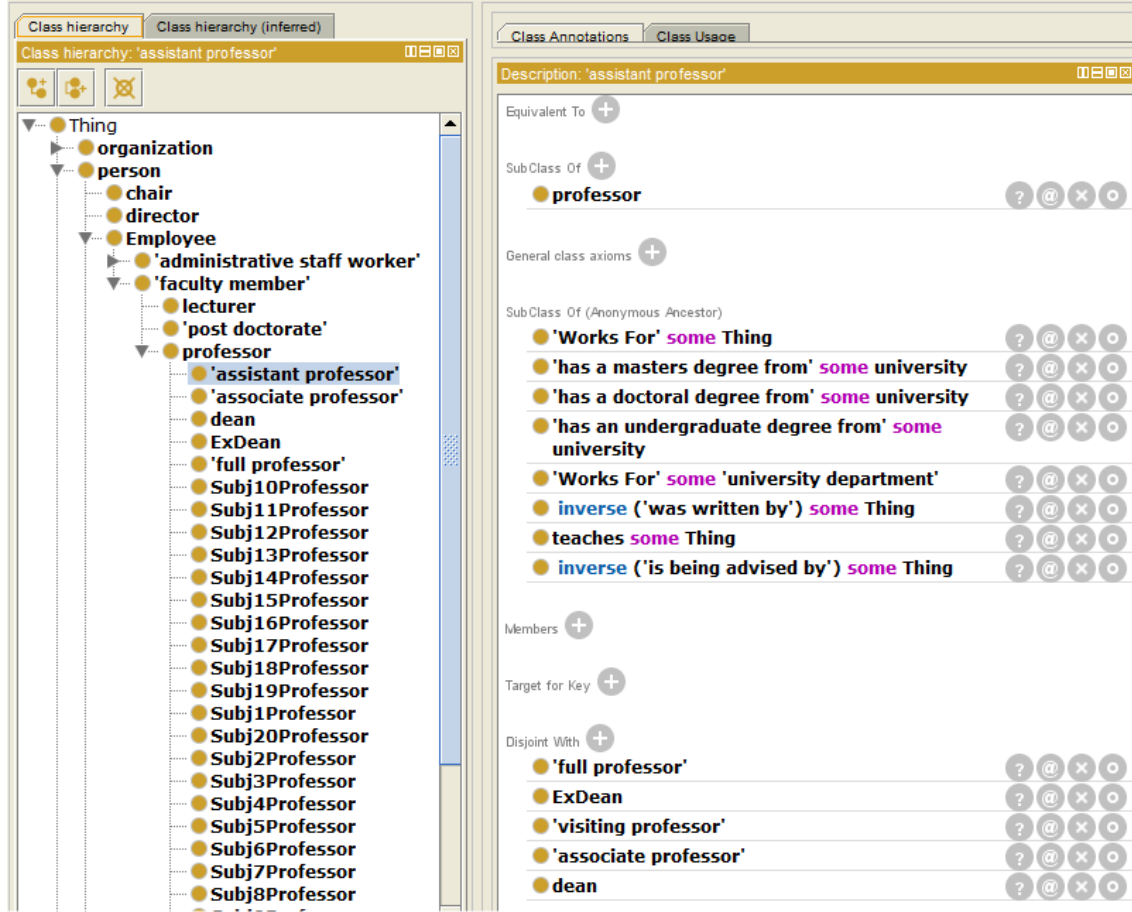 Class hierarchy
Class hierarchy (inferred)
Class hierarchy: 'assistant professor'
Thing
organization
person
chair
director
Employee
'administrative staff worker'
'faculty member'
lecturer
'post doctorate'
professor
'assistant professor'
'associate professor'
dean
ExDean
'full professor'
Subj10Professor
Subj11Professor
Subj12Professor
Subj13Professor
Subj14Professor
Subj15Professor
Subj16Professor
Subj17Professor
Subj18Professor
Subj19Professor
Subj1Professor
Subj20Professor
Subj2Professor
Subj3Professor
Subj4Professor
Subj5Professor
Subj6Professor
Subj7Professor
Subj8Professor
Class Annotations
Class Usage
Description: 'assistant professor'
Equivalent To
SubClass Of
professor
General class axioms
SubClass Of (Anonymous Ancestor)
'Works For' some Thing
'has a masters degree from' some university
'has a doctoral degree from' some university
'has an undergraduate degree from' some
university
'Works For' some 'university department'
inverse ('was written by') some Thing
teaches some Thing
inverse ('is being advised by') some Thing
Members
Target for Key
Disjoint With
'full professor'
ExDean
'visiting professor'
'associate professor'
dean